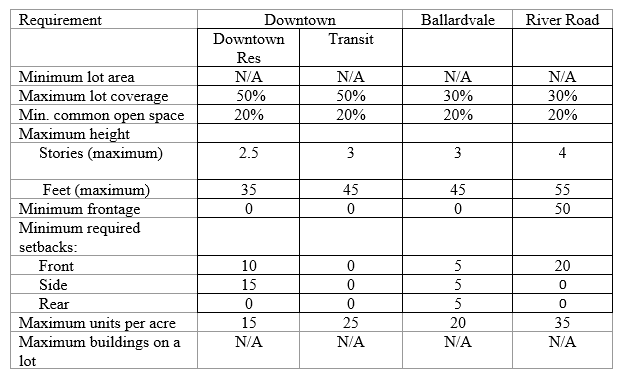 Requirement Downtown Ballardvale River Road
Downtown Transit
Res
Minimum lot area N/A N/A N/A N/A
Maximum lot coverage 50% 50% 30% 30%
Min. common open space 20% 20% 20% 20%
Maximum height
Stories (maximum) 2.5 3 3 4
Feet (maximum) 35 45 45 55
Minimum frontage 0 0 0 50
Minimum required
setbacks:
Front 10 0 5 20
Side 15 0 5 0
Rear 0 0 5 0
Maximum units per acre 15 25 20 35
Maximum buildings on a N/A N/A N/A N/A
lot